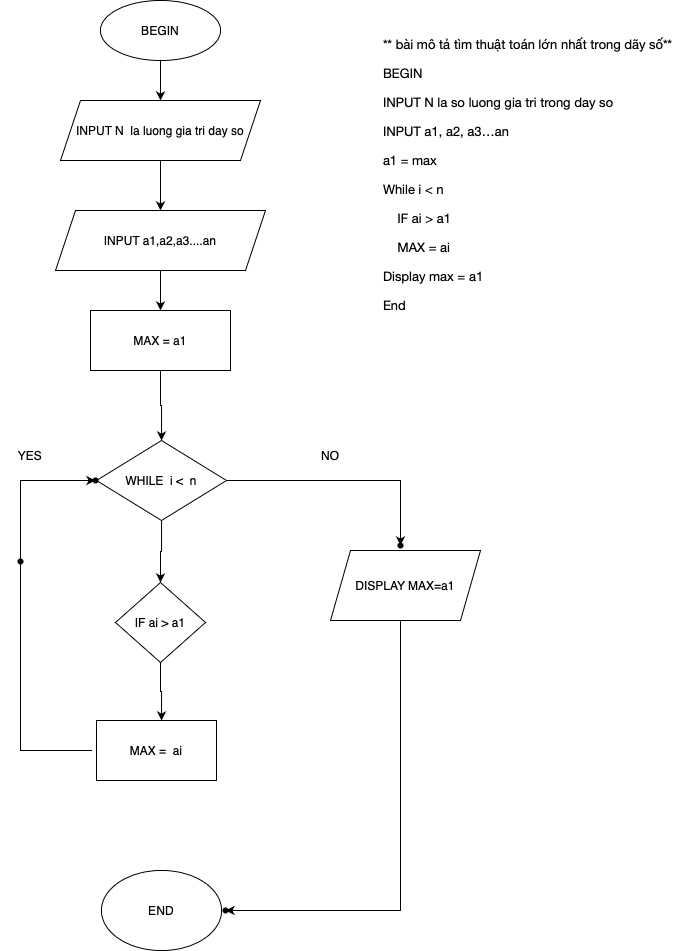 BEGIN
INPUT N la luong gia tri day so
INPUT a1,a2,a3....an
MAX = a1
YES
NO
WHILE i < n
DISPLAY MAX=a1
IF ai > a1
MAX = ai
END
** bài mô tả tìm thuật toán lớn nhất trong dãy số**
BEGIN
INPUT N la so luong gia tri trong day so
INPUT a1, a2, a3…an
a1 = max
While i < n
IF ai > a1
MAX = ai
Display max = a1
End